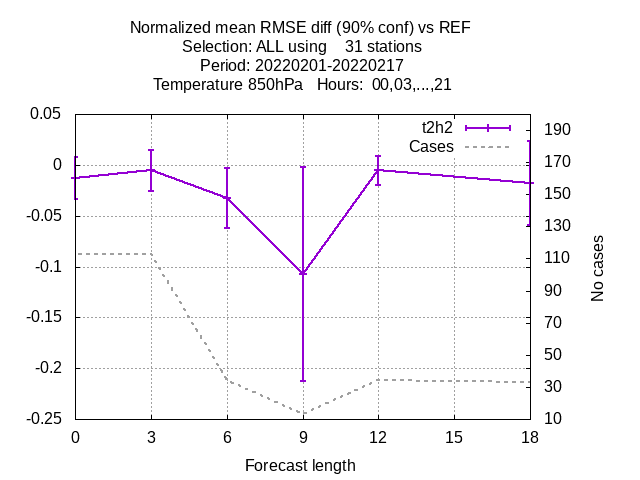 Normalized mean RMSE diff (90% conf) vs REF
Selection: ALL using    31 stations
Period: 20220201-20220217
Temperature 850hPa   Hours:  00,03,...,21
t2h2
Cases
0.05
0
-0.05
-0.1
-0.15
-0.2
-0.25
190
170
150
130
110
90
70
50
30
10
No cases
0 3 6 9 12 15 18
Forecast length